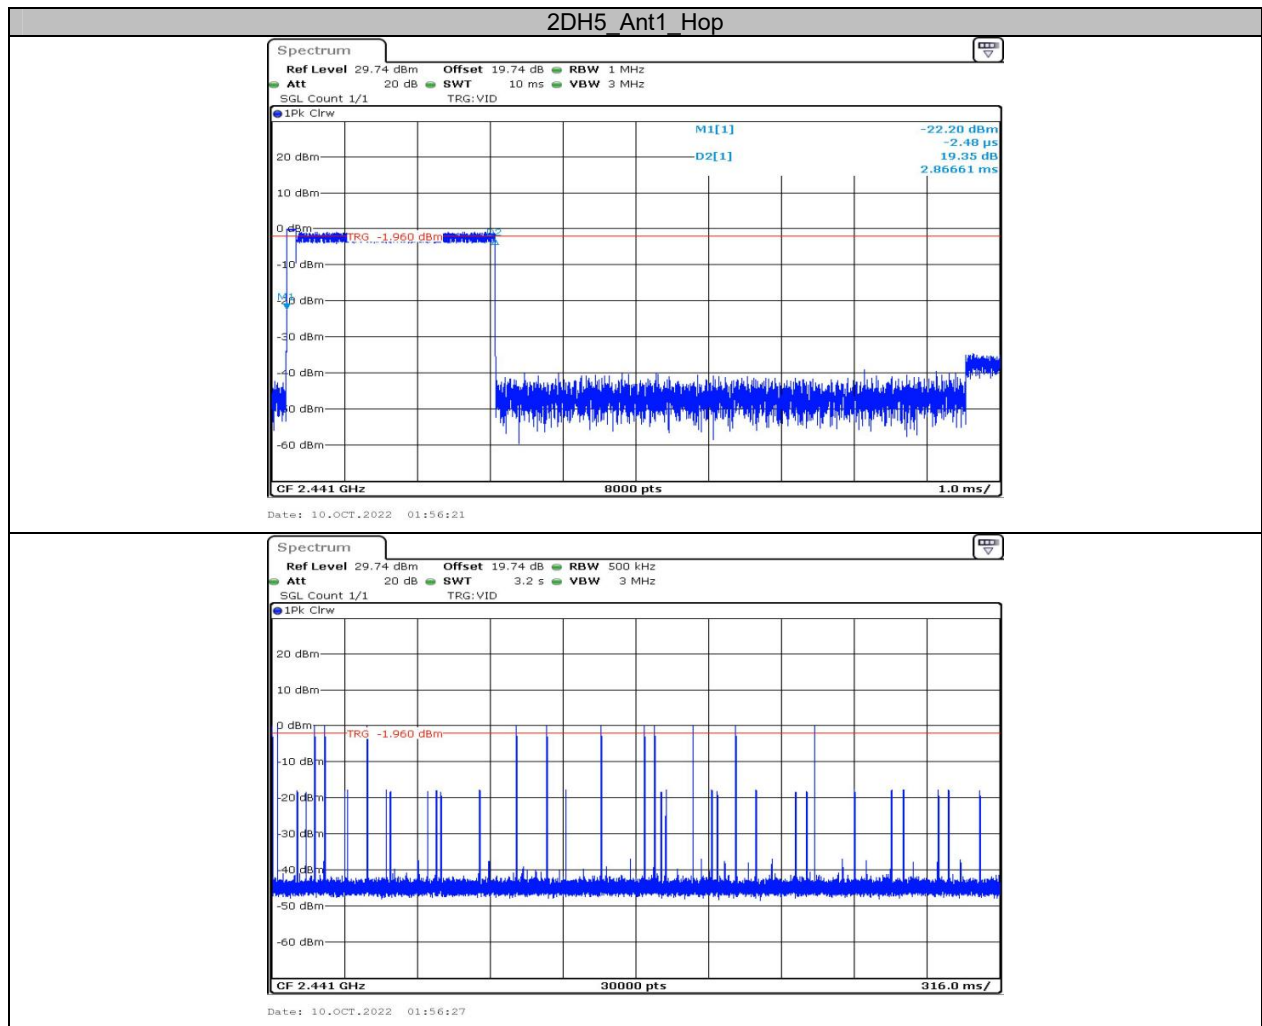 2DH5_Ant1_Hop
Spectrum
Ref Level 29.74 dBm Offset 19.74 dB RBW 1 MHz
Att 20 dB SWT 10 ms VBW 3 MHz
SGL Count 1/1 TRG:VID
1Pk Clrw
M1[1] -22.20 dBm
-2.48 µs
20 dBm D2[1] 19.35 dB
2.86661 ms
10 dBm
0 dBm
TRG -1.960 dBm D2
-10 dBm
M1
-20 dBm
-30 dBm
-40 dBm
-50 dBm
-60 dBm
CF 2.441 GHz 8000 pts 1.0 ms/
Date: 10.OCT.2022 01:56:21
Spectrum
Ref Level 29.74 dBm Offset 19.74 dB RBW 500 kHz
Att 20 dB SWT 3.2 s VBW 3 MHz
SGL Count 1/1 TRG:VID
1Pk Clrw
20 dBm
10 dBm
0 dBm
TRG -1.960 dBm
-10 dBm
-20 dBm
-30 dBm
-40 dBm
-50 dBm
-60 dBm
CF 2.441 GHz 30000 pts 316.0 ms/
Date: 10.OCT.2022 01:56:27